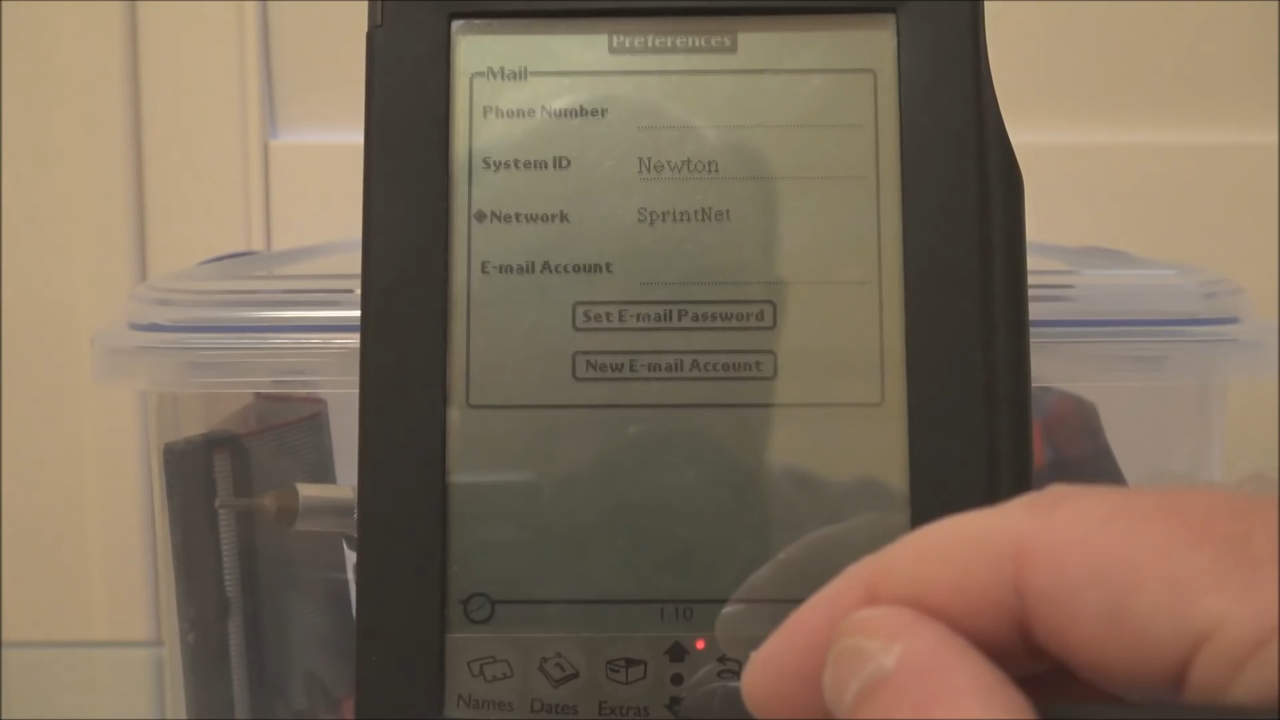 Preferences
Mail
Phone Number
System ID Newton
Network SprintNet
E-mail Account
Set E-mail Password
New E-mail Account
1.10
Names Dates Extras